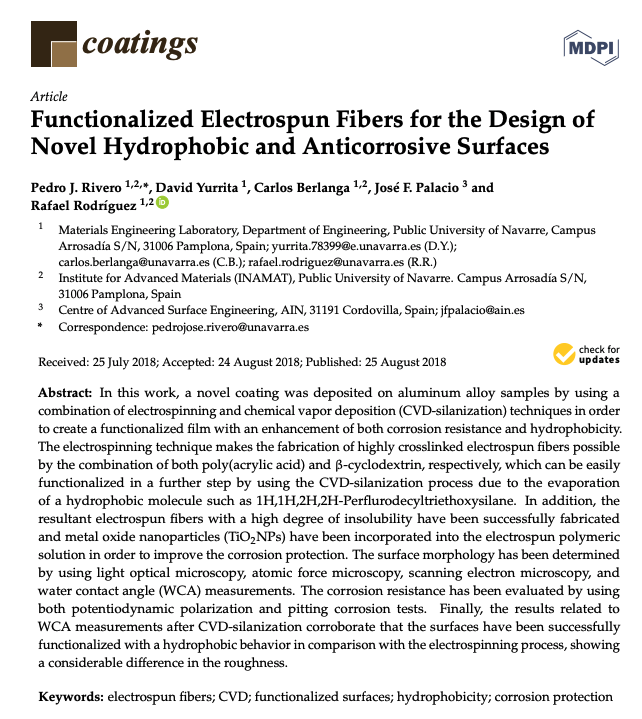 coatings
MDPI
Article
Functionalized Electrospun Fibers for the Design of
Novel Hydrophobic and Anticorrosive Surfaces
Pedro J. Rivero 1,2,*, David Yurrita 1, Carlos Berlanga 1,2, José F. Palacio 3 and
Rafael Rodríguez 1,2 iD
1 Materials Engineering Laboratory, Department of Engineering, Public University of Navarre, Campus
Arrosadía S/N, 31006 Pamplona, Spain; yurrita.78399@e.unavarra.es (D.Y.);
carlos.berlanga@unavarra.es (C.B.); rafael.rodriguez@unavarra.es (R.R.)
2 Institute for Advanced Materials (INAMAT), Public University of Navarre. Campus Arrosadía S/N,
31006 Pamplona, Spain
3 Centre of Advanced Surface Engineering, AIN, 31191 Cordovilla, Spain; jfpalacio@ain.es
* Correspondence: pedrojose.rivero@unavarra.es
check for
updates
Received: 25 July 2018; Accepted: 24 August 2018; Published: 25 August 2018
Abstract: In this work, a novel coating was deposited on aluminum alloy samples by using a
combination of electrospinning and chemical vapor deposition (CVD-silanization) techniques in order
to create a functionalized film with an enhancement of both corrosion resistance and hydrophobicity.
The electrospinning technique makes the fabrication of highly crosslinked electrospun fibers possible
by the combination of both poly(acrylic acid) and β-cyclodextrin, respectively, which can be easily
functionalized in a further step by using the CVD-silanization process due to the evaporation
of a hydrophobic molecule such as 1H,1H,2H,2H-Perflurodecyltriethoxysilane. In addition, the
resultant electrospun fibers with a high degree of insolubility have been successfully fabricated
and metal oxide nanoparticles (TiO2NPs) have been incorporated into the electrospun polymeric
solution in order to improve the corrosion protection. The surface morphology has been determined
by using light optical microscopy, atomic force microscopy, scanning electron microscopy, and
water contact angle (WCA) measurements. The corrosion resistance has been evaluated by using
both potentiodynamic polarization and pitting corrosion tests. Finally, the results related to
WCA measurements after CVD-silanization corroborate that the surfaces have been successfully
functionalized with a hydrophobic behavior in comparison with the electrospinning process, showing
a considerable difference in the roughness.
Keywords: electrospun fibers; CVD; functionalized surfaces; hydrophobicity; corrosion protection